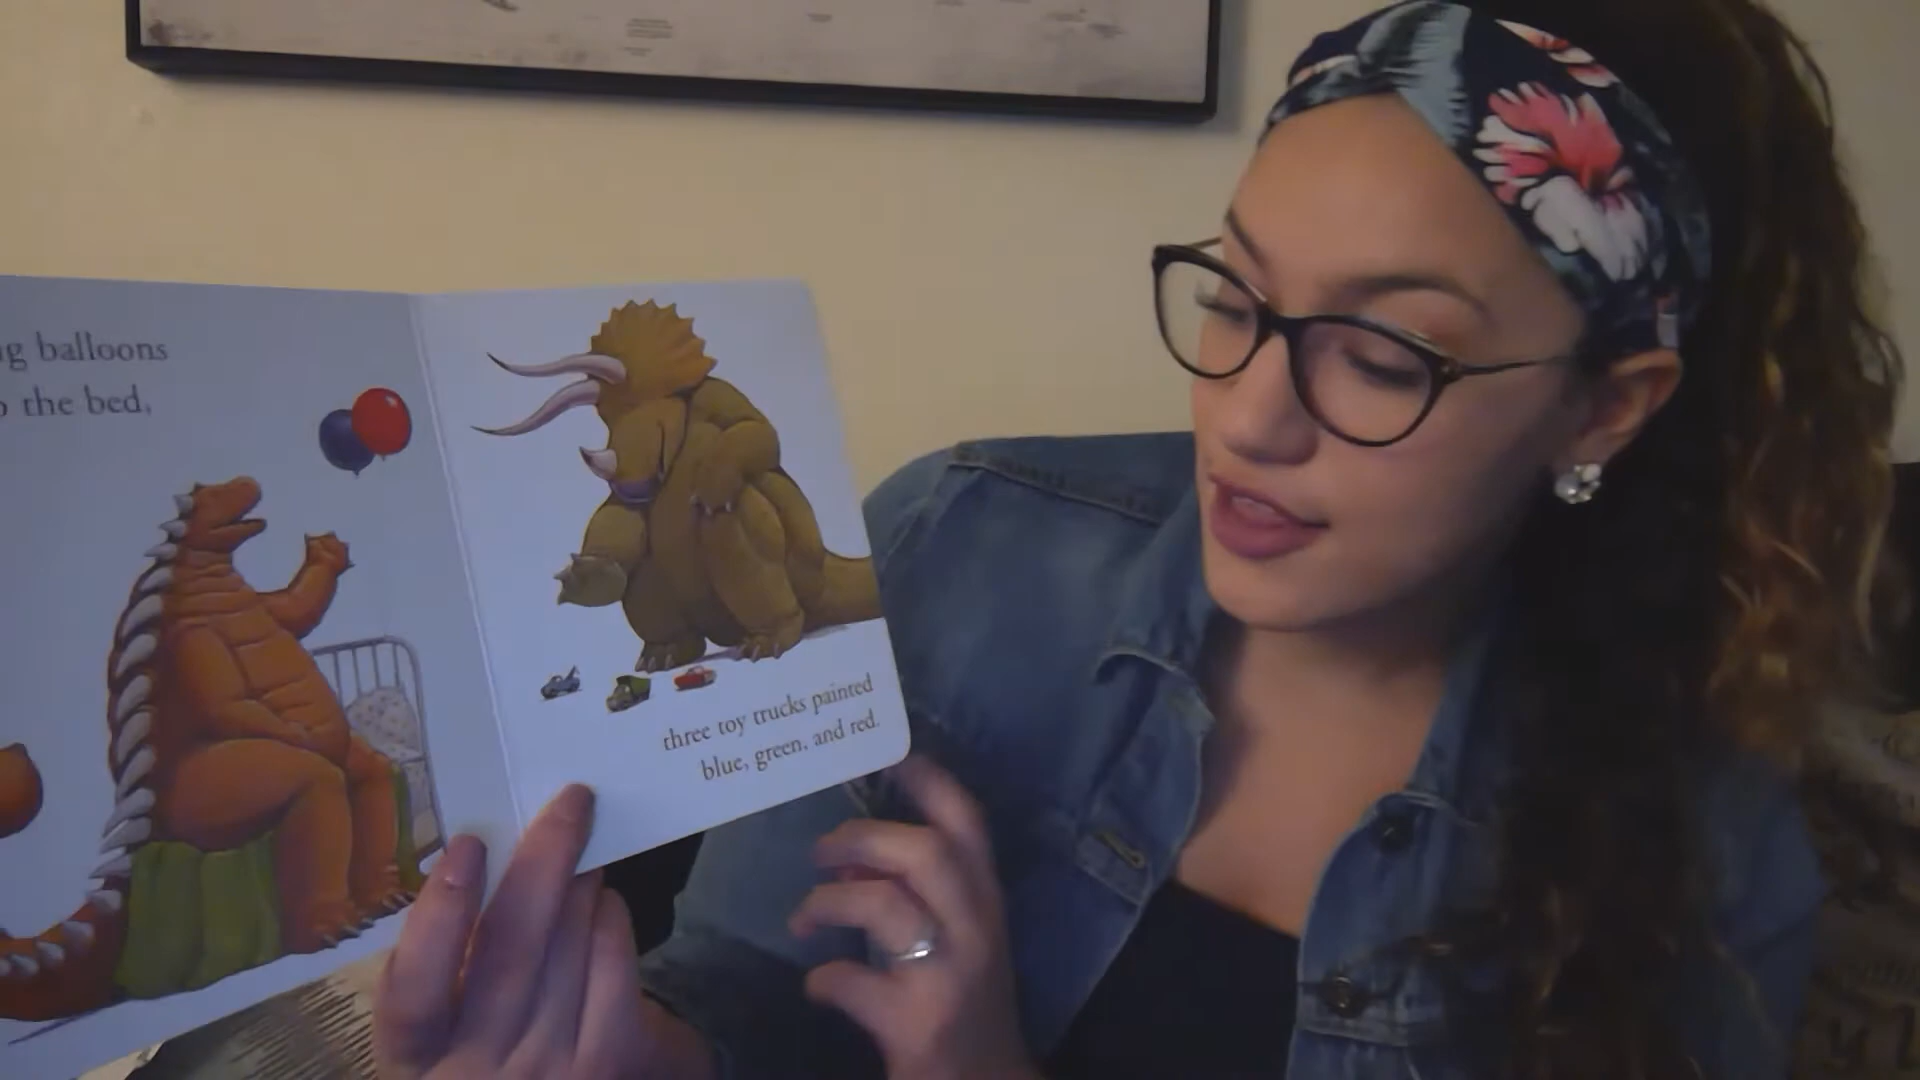 balloons
the bed,
three toy trucks painted
blue, green, and red.